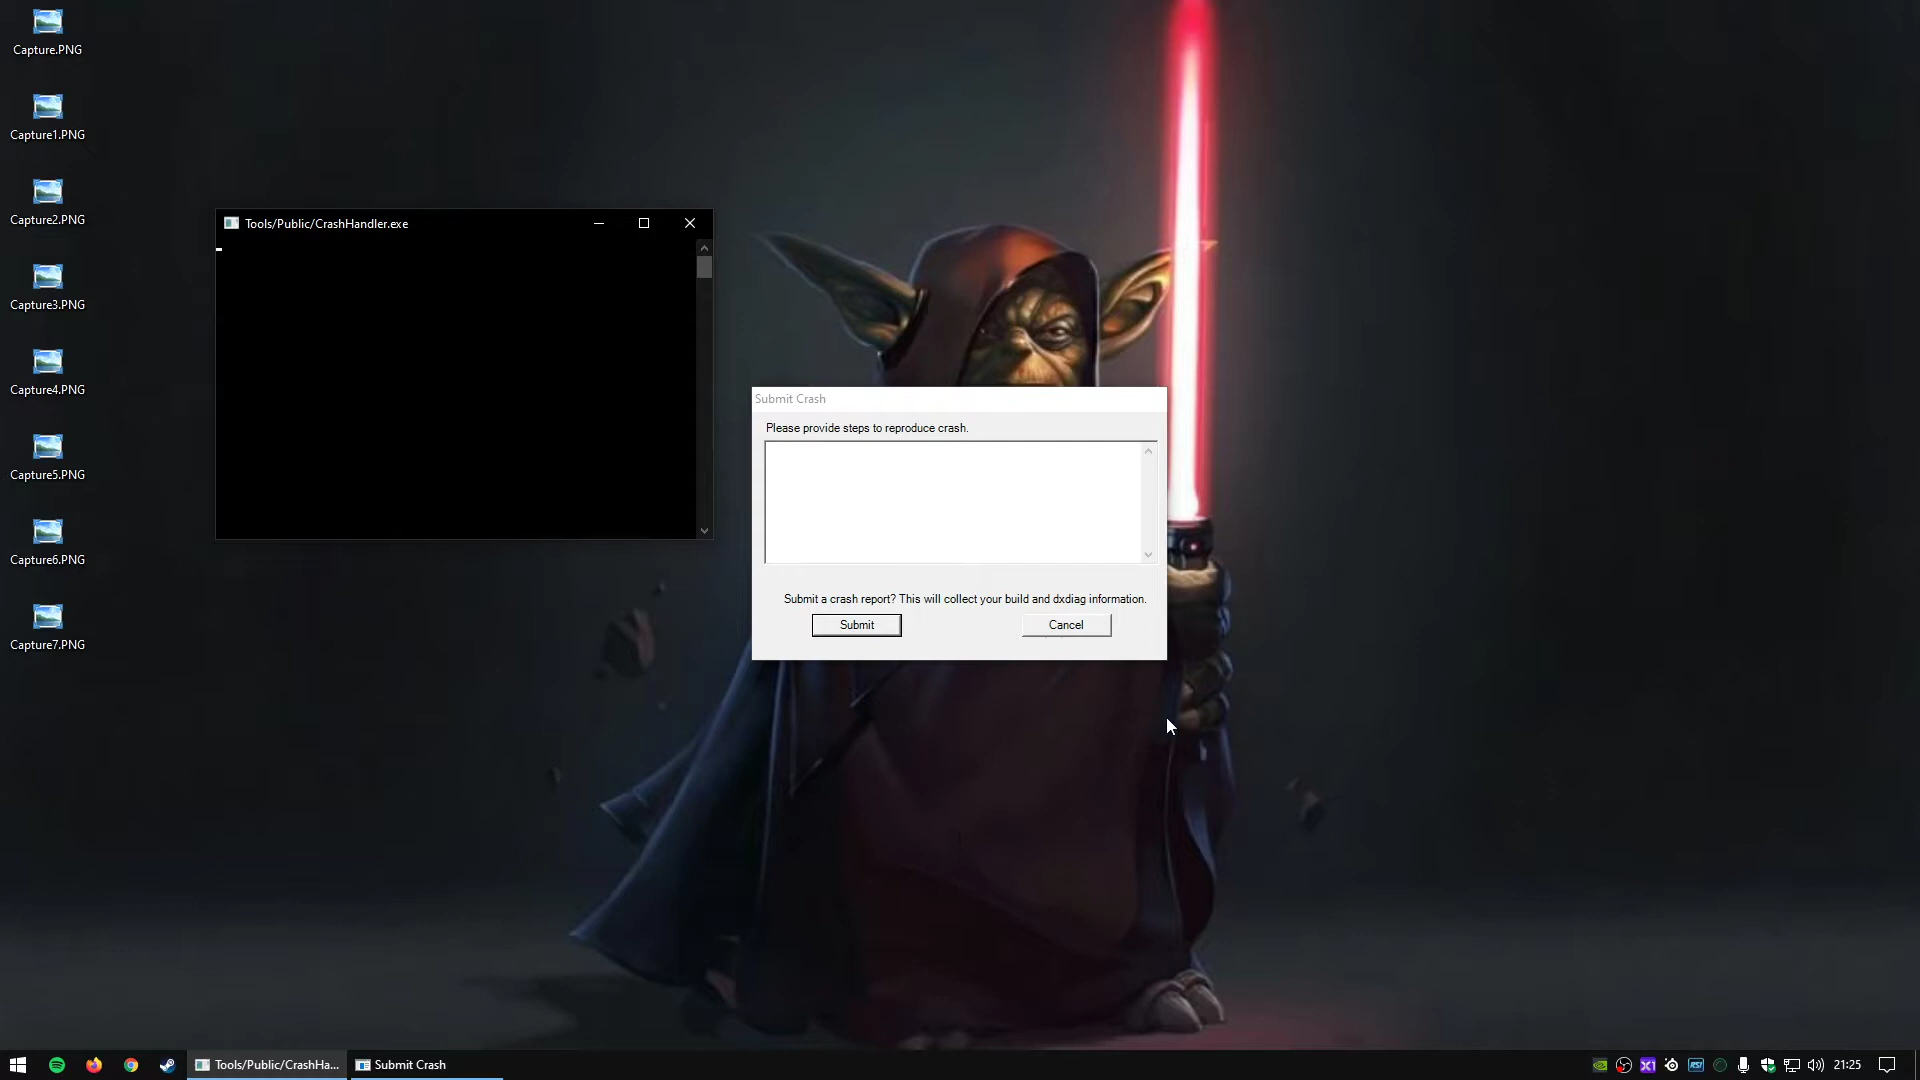 Capture.PNG
Capture1.PNG
Capture2.PNG
Capture3.PNG
Capture4.PNG
Capture5.PNG
Capture6.PNG
Capture7.PNG
Tools/Public/CrashHandler.exe
Submit Crash
Please provide steps to reproduce crash.
Submit a crash report? This will collect your build and dxdiag information.
Submit
Cancel
Tools/Public/CrashHa...
Submit Crash
X1
RSI
21:25